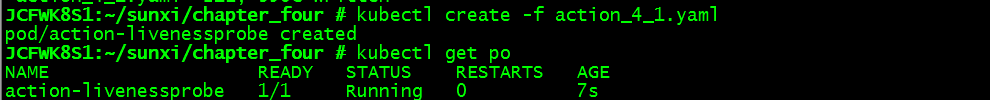 JCFWK8S1:~/sunxi/chapter_four # kubectl create -f action_4_1.yaml
pod/action-livenessprobe created
JCFWK8S1:~/sunxi/chapter_four # kubectl get po
NAME READY STATUS RESTARTS AGE
action-livenessprobe 1/1 Running 0 7s